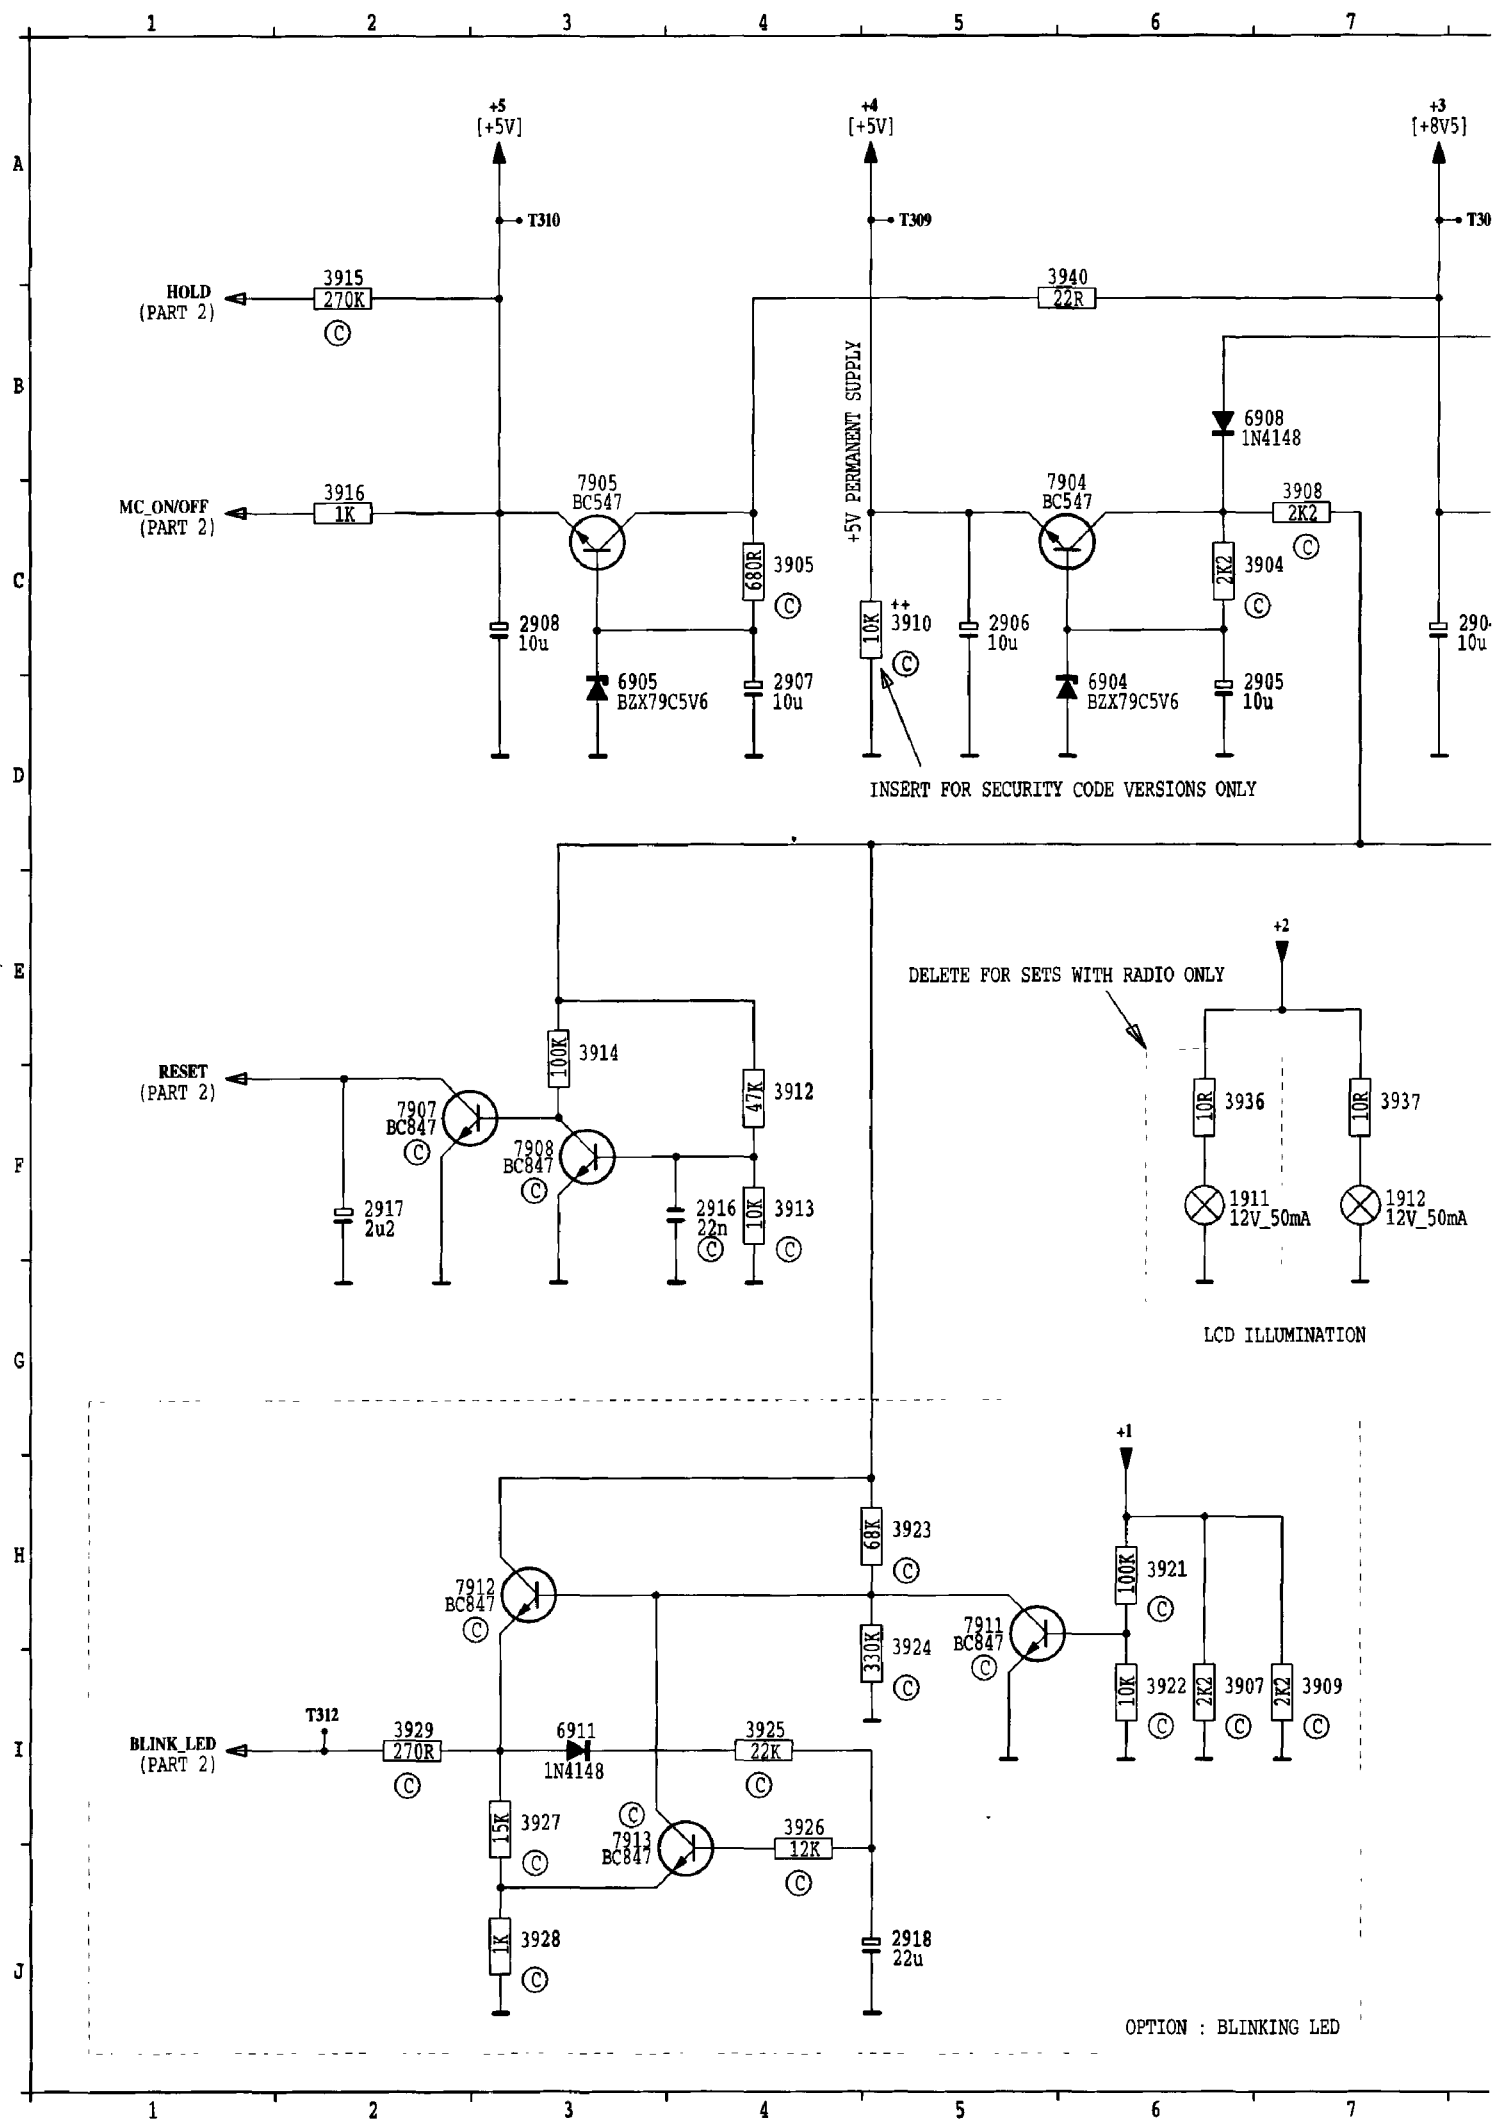 1 2 3 4 5 6 7
+5
[+5V]
+4
[+5V]
+3
[+8V5]
A
T310
T309
T30
HOLD
(PART 2)
3915
270K
C
3940
22R
B
+5V PERMANENT SUPPLY
6908
1N4148
MC_ON/OFF
(PART 2)
3916
1K
7905
BC547
7904
BC547
3908
2K2
C
C
680R
3905
C
10K
++
3910
C
2K2
3904
C
2908
10u
2906
10u
290
10u
6905
BZX79C5V6
2907
10u
6904
BZX79C5V6
2905
10u
D
INSERT FOR SECURITY CODE VERSIONS ONLY
+2
E
DELETE FOR SETS WITH RADIO ONLY
100K
3914
RESET
(PART 2)
47K
3912
10R
3936
10R
3937
7907
BC847
C
7908
BC847
C
F
2917
2u2
2916
22n
C
10K
3913
C
1911
12V_50mA
1912
12V_50mA
LCD ILLUMINATION
G
+1
68K
3923
C
H
100K
3921
C
7912
BC847
C
7911
BC847
C
330K
3924
C
10K
3922
C
2K2
3907
C
2K2
3909
C
T312
I
BLINK_LED
(PART 2)
3929
270R
C
6911
1N4148
3925
22K
C
15K
3927
C
C
7913
BC847
3926
12K
C
1K
3928
C
2918
22u
J
OPTION : BLINKING LED
1 2 3 4 5 6 7